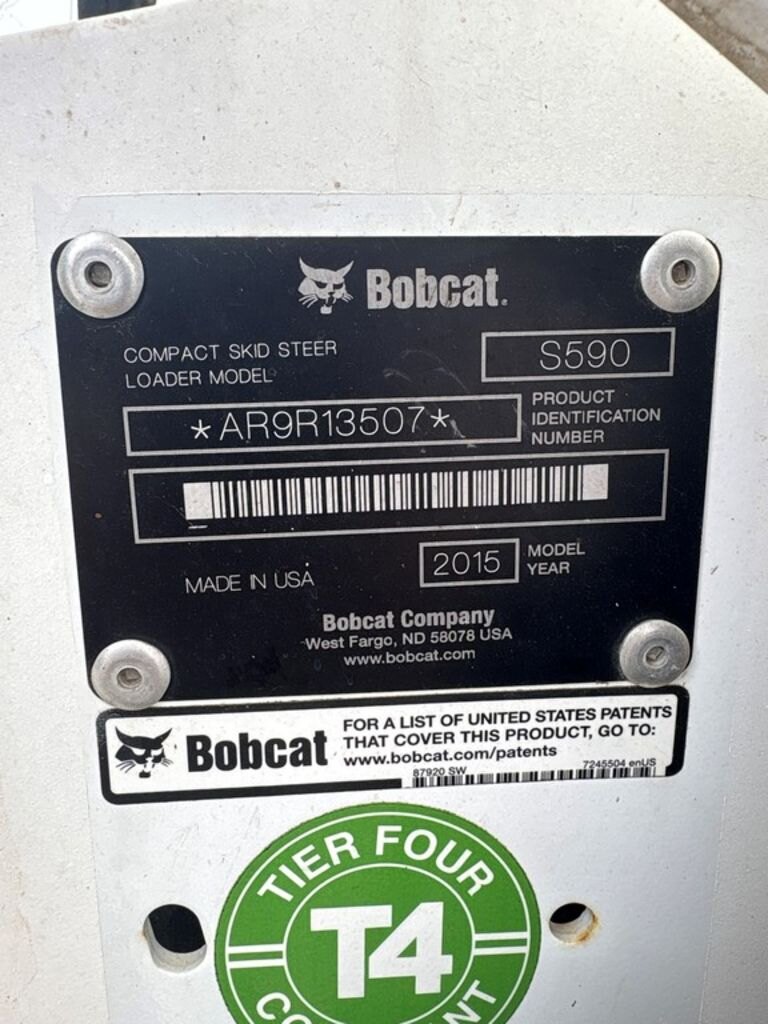 Bobcat.
COMPACT SKID STEER
LOADER MODEL
S590
*AR9R13507*
PRODUCT
IDENTIFICATION
NUMBER
MADE IN USA
2015
MODEL
YEAR
Bobcat Company
West Fargo, ND 58078 USA
www.bobcat.com
Bobcat
FOR A LIST OF UNITED STATES PATENTS
THAT COVER THIS PRODUCT, GO TO:
www.bobcat.com/patents
87920 SW
7245504 enUS
TIER FOUR
T4